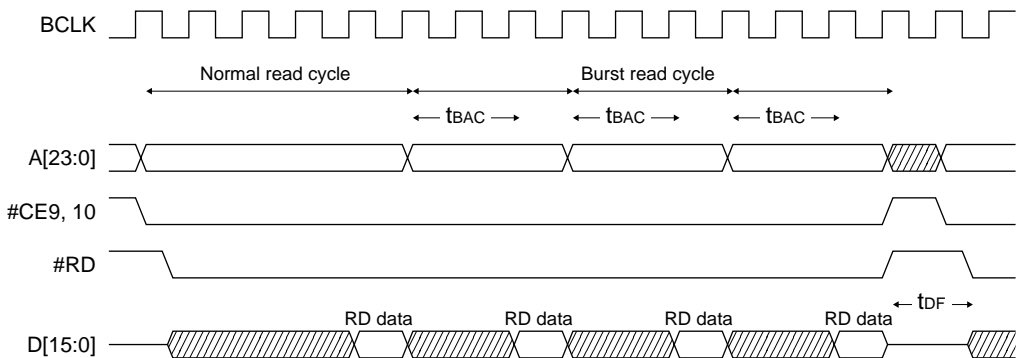 BCLK
Normal read cycle Burst read cycle
tBAC tBAC tBAC
A[23:0]
#CE9, 10
#RD
tDF
RD data RD data RD data RD data
D[15:0]